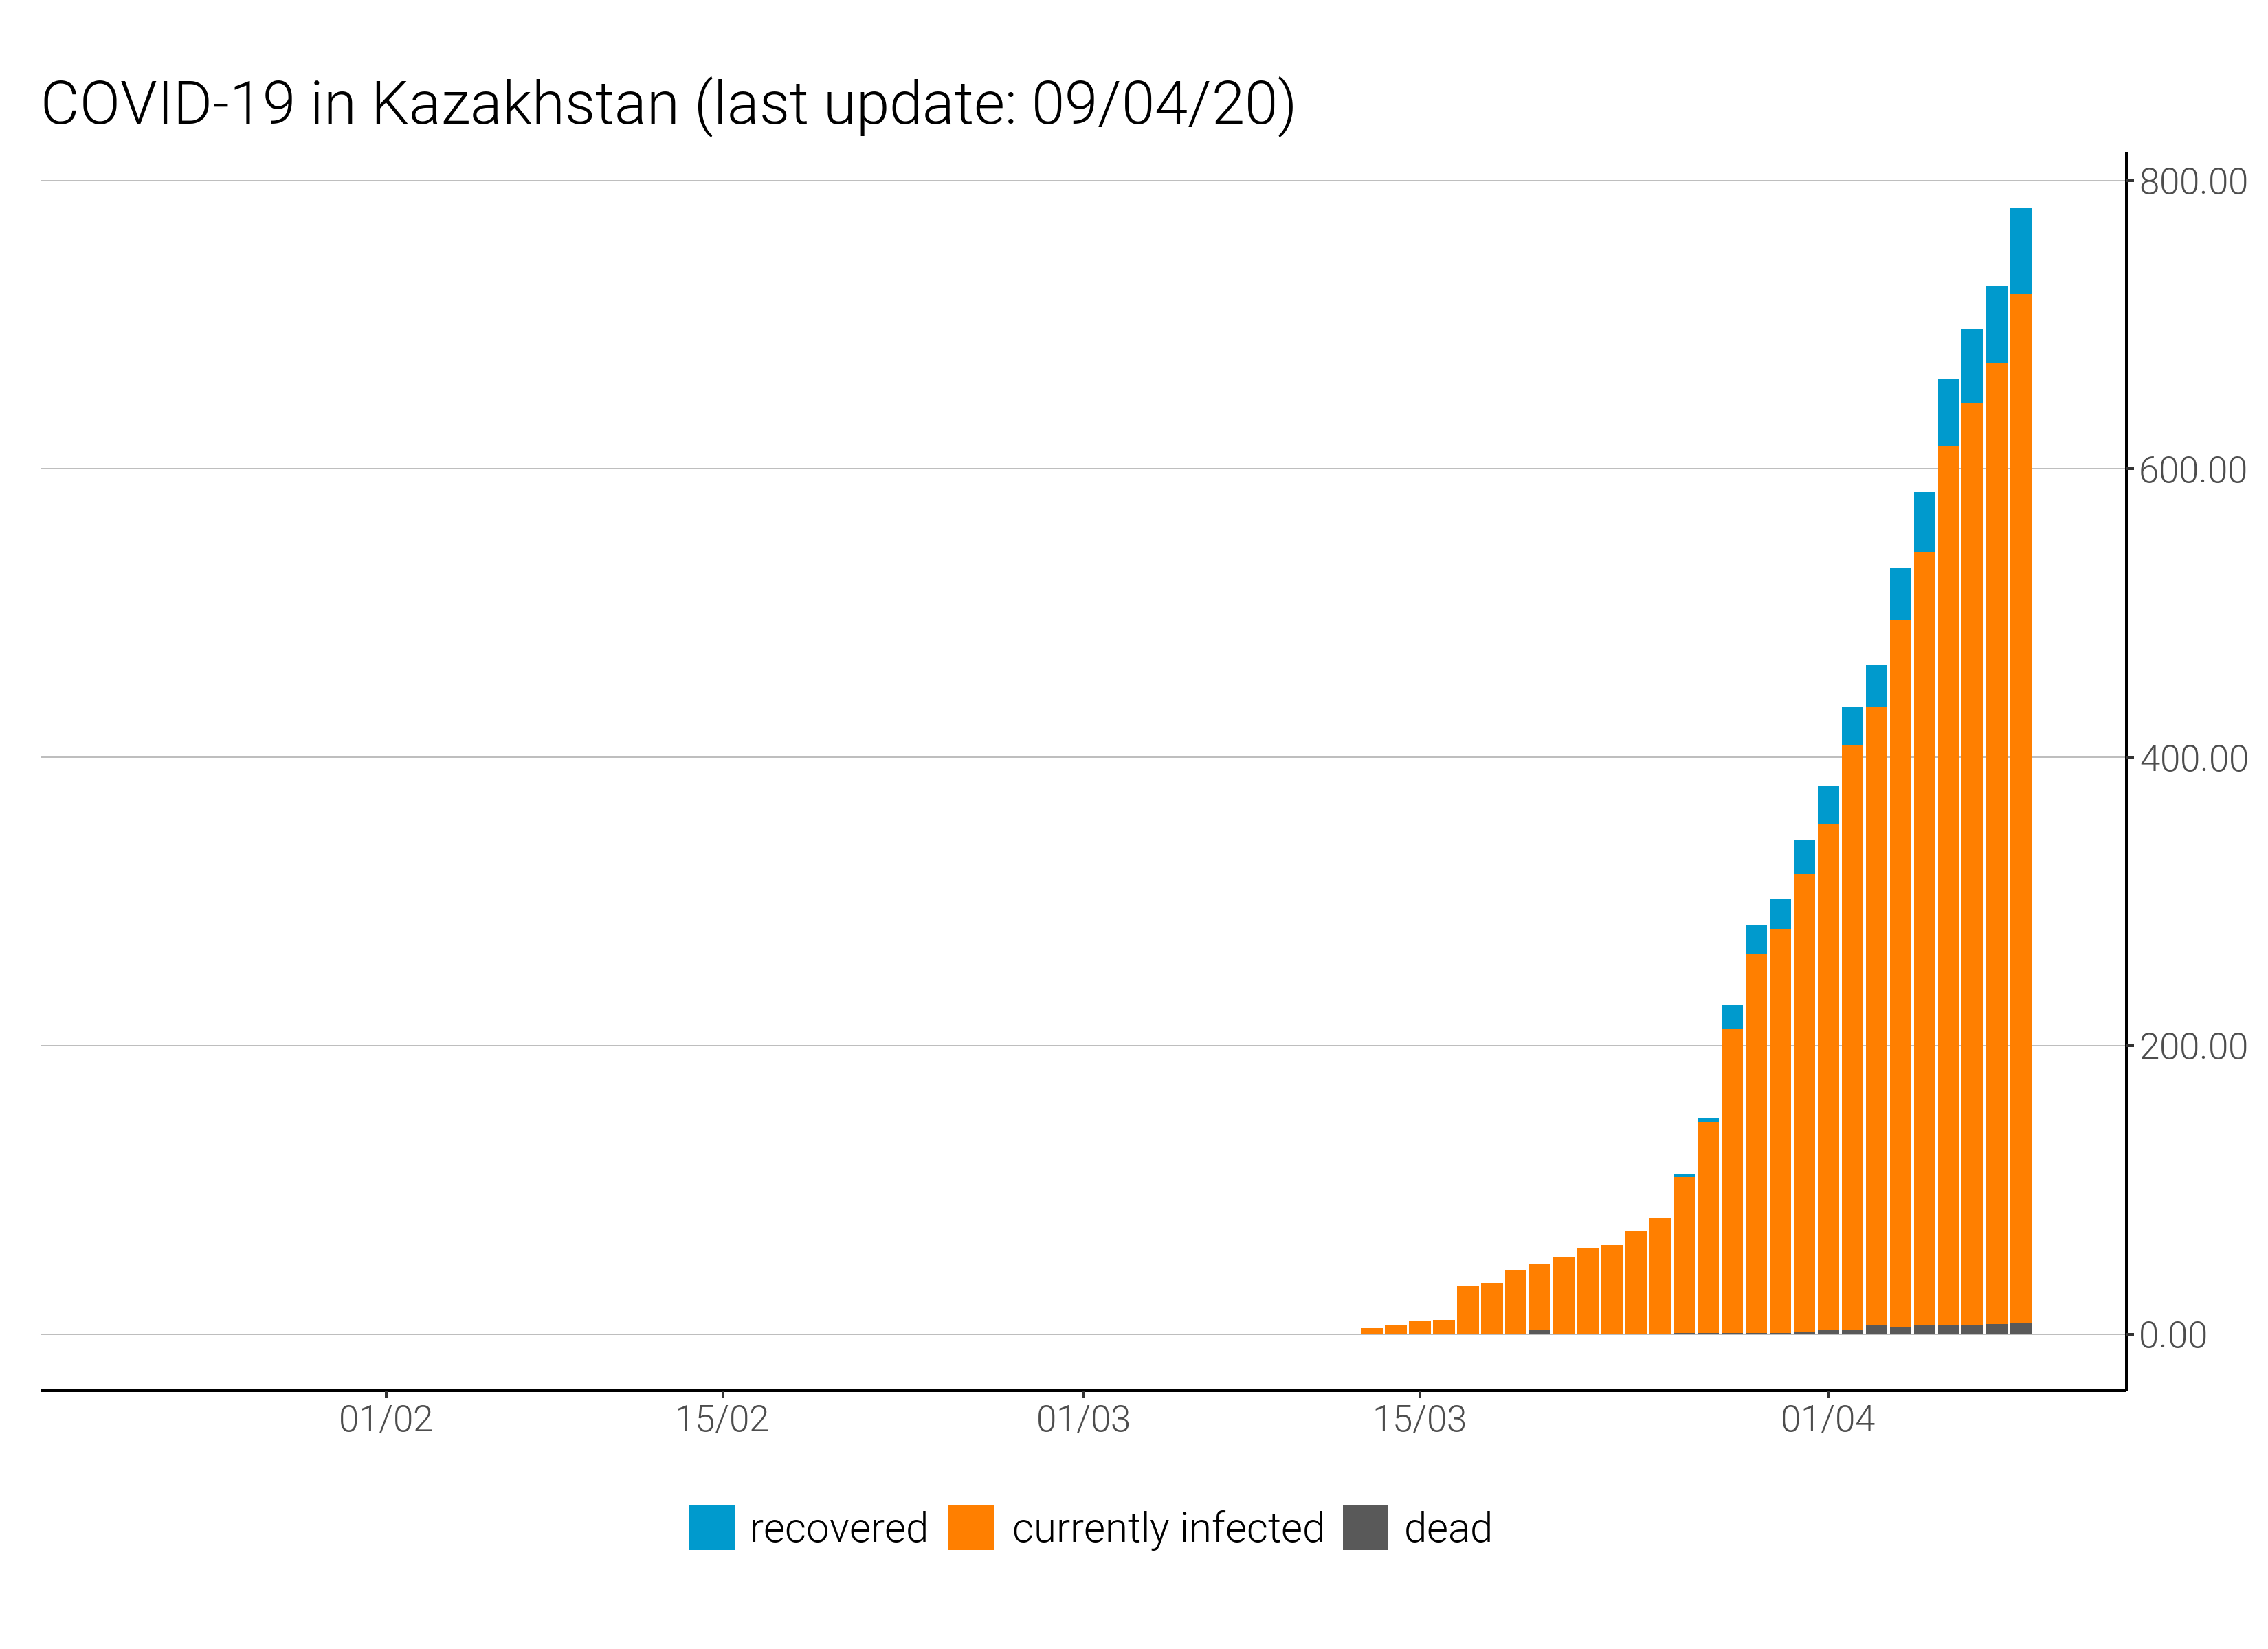 COVID-19 in Kazakhstan (last update: 09/04/20)
800.00
600.00
400.00
200.00
0.00
01/02 15/02 01/03 15/03 01/04
recovered currently infected dead